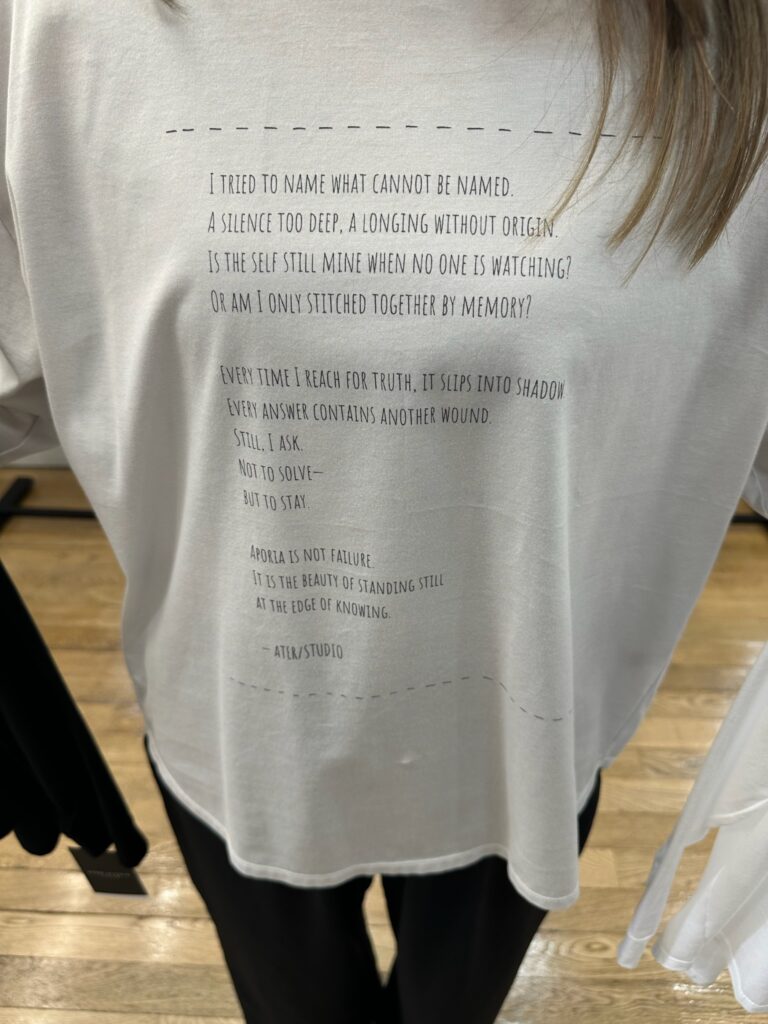 I TRIED TO NAME WHAT CANNOT BE NAMED.
A SILENCE TOO DEEP, A LONGING WITHOUT ORIGIN.
IS THE SELF STILL MINE WHEN NO ONE IS WATCHING?
OR AM I ONLY STITCHED TOGETHER BY MEMORY?
EVERY TIME I REACH FOR TRUTH, IT SLIPS INTO SHADOW
EVERY ANSWER CONTAINS ANOTHER WOUND.
STILL, I ASK.
NOT TO SOLVE—
BUT TO STAY.
APORIA IS NOT FAILURE.
IT IS THE BEAUTY OF STANDING STILL
AT THE EDGE OF KNOWING.
— ATER/STUDIO